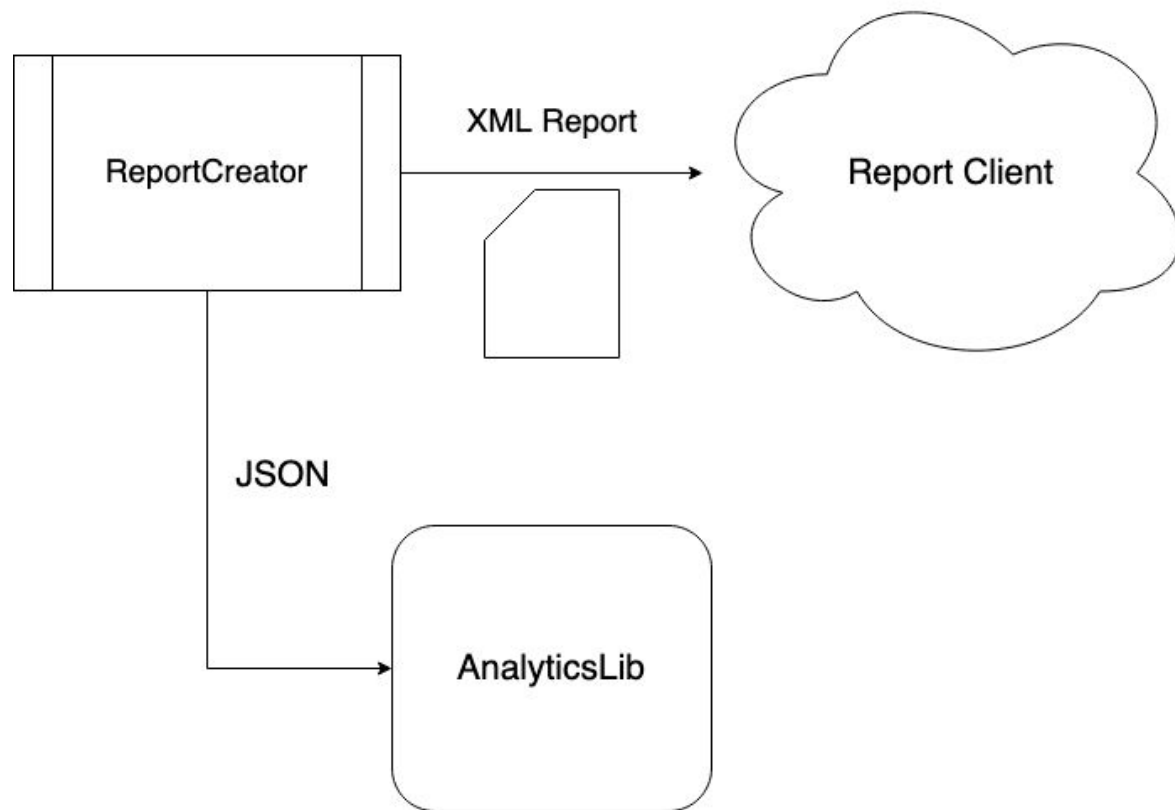 XML Report
ReportCreator
Report Client
JSON
AnalyticsLib